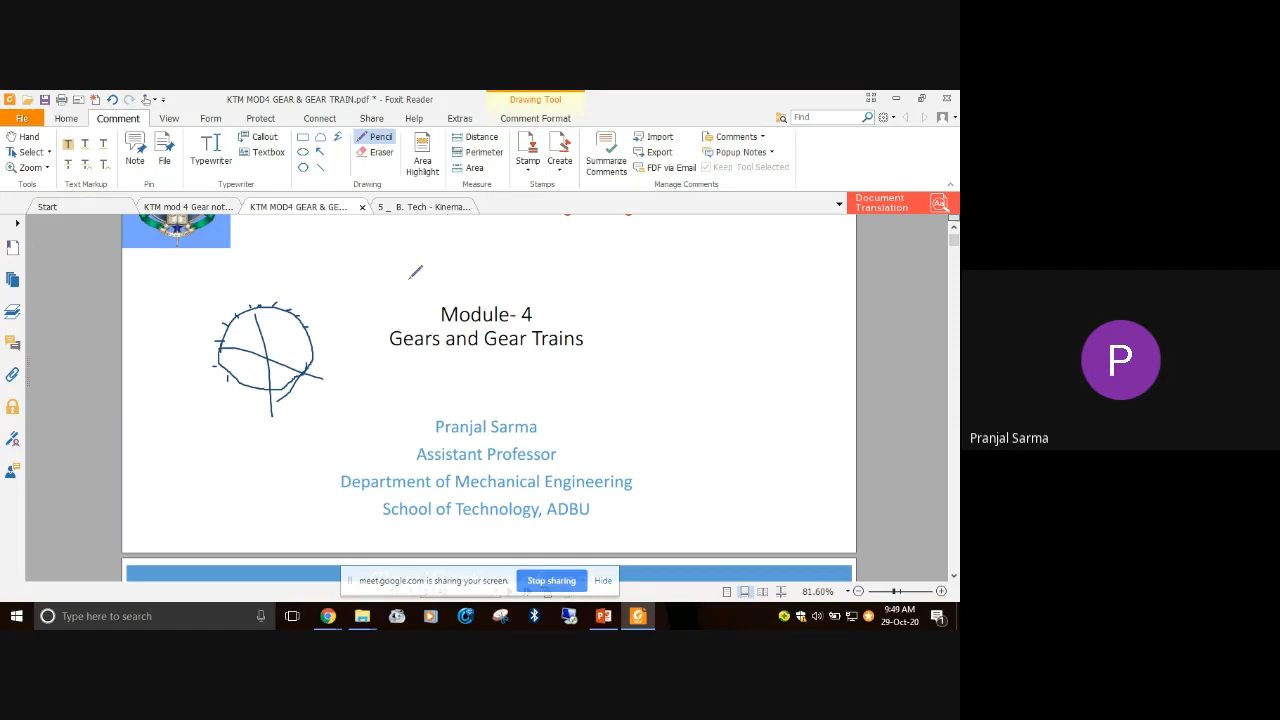 KTM MOD4 GEAR & GEAR TRAIN.pdf * - Foxit Reader
Drawing Tool
File Home Comment View Form Protect Connect Share Help Extras Comment Format
Find
Hand
Select
Zoom
Tools
Text Markup
Note
File
Pin
Typewriter
Callout
Textbox
Typewriter
Pencil
Eraser
Area Highlight
Drawing
Distance
Perimeter
Area
Measure
Stamp
Create
Stamps
Summarize Comments
Import
Export
FDF via Email
Comments
Popup Notes
Keep Tool Selected
Manage Comments
Start
KTM mod 4 Gear not...
KTM MOD4 GEAR & GE...
5 _ B. Tech - Kinema...
Document Translation
Module- 4
Gears and Gear Trains
Pranjal Sarma
Assistant Professor
Department of Mechanical Engineering
School of Technology, ADBU
meet.google.com is sharing your screen.
Stop sharing
Hide
81.60%
Type here to search
9:49 AM
29-Oct-20
P
Pranjal Sarma